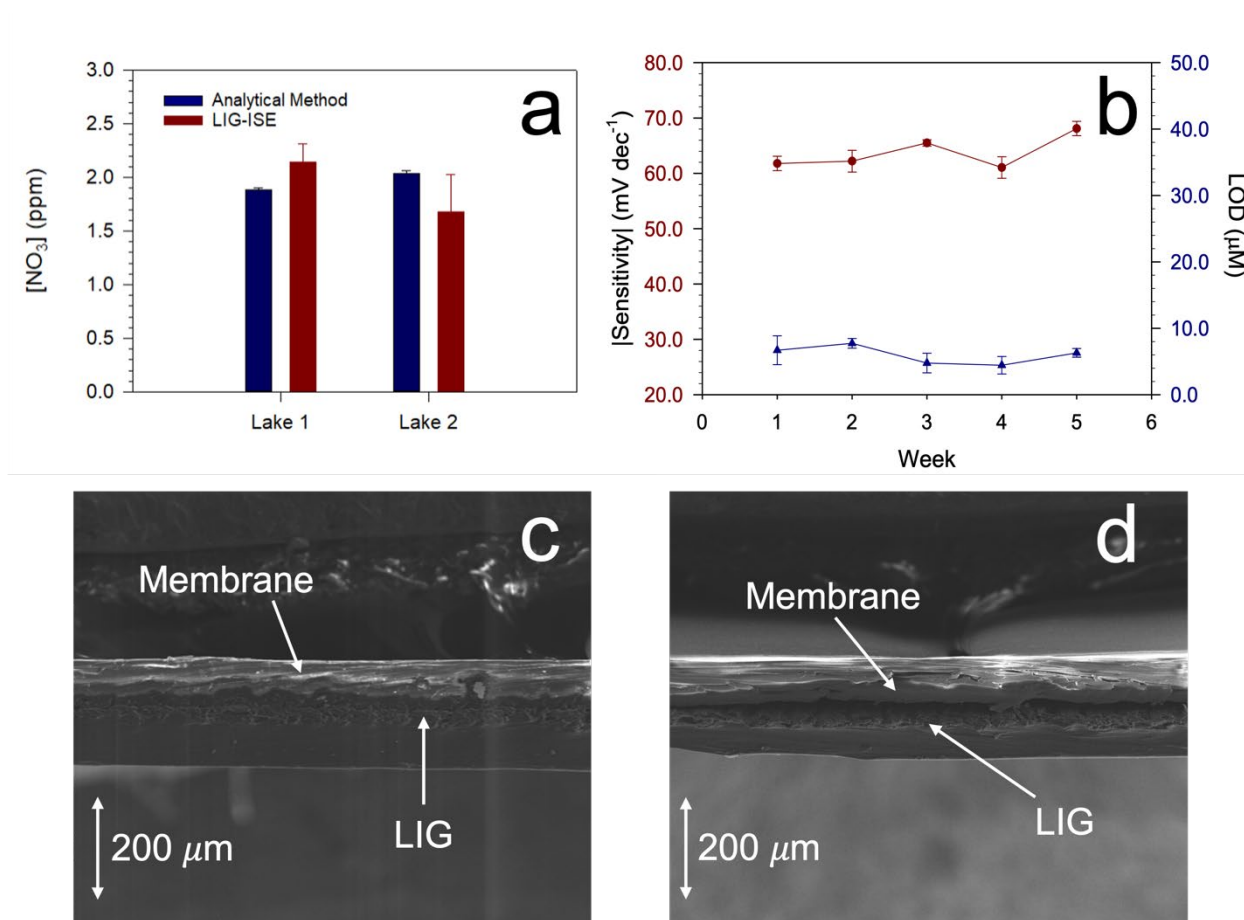 a
3.0
2.5
2.0
1.5
1.0
0.5
0.0
[NO₃] (ppm)
Analytical Method
LIG-ISE
Lake 1
Lake 2
b
80.0
70.0
60.0
50.0
40.0
30.0
20.0
|Sensitivity| (mV dec⁻¹)
50.0
40.0
30.0
20.0
10.0
0.0
LOD (μM)
0 1 2 3 4 5 6
Week
c
Membrane
LIG
200 μm
d
Membrane
LIG
200 μm